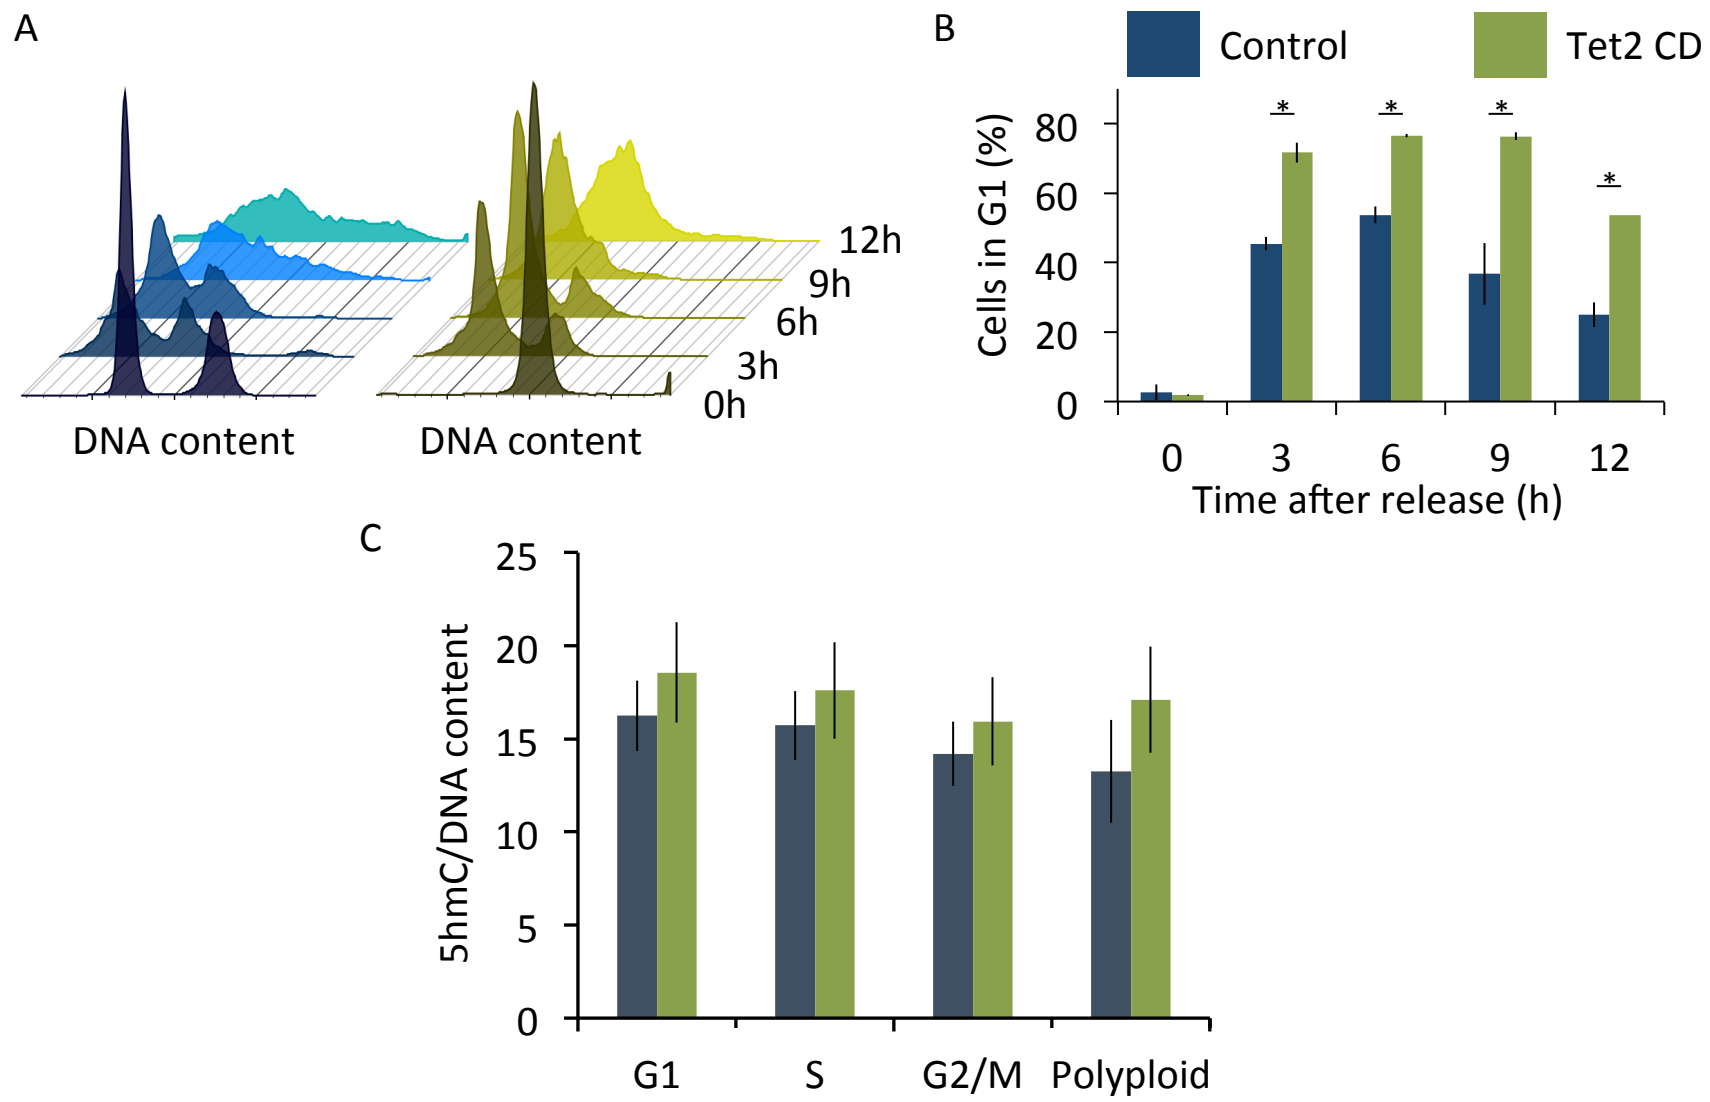 A
12h
9h
6h
3h
0h
DNA content
DNA content
B
Control
Tet2 CD
Cells in G1 (%)
80
60
40
20
0
*
*
*
*
0 3 6 9 12
Time after release (h)
C
5hmC/DNA content
25
20
15
10
5
0
G1 S G2/M Polyploid